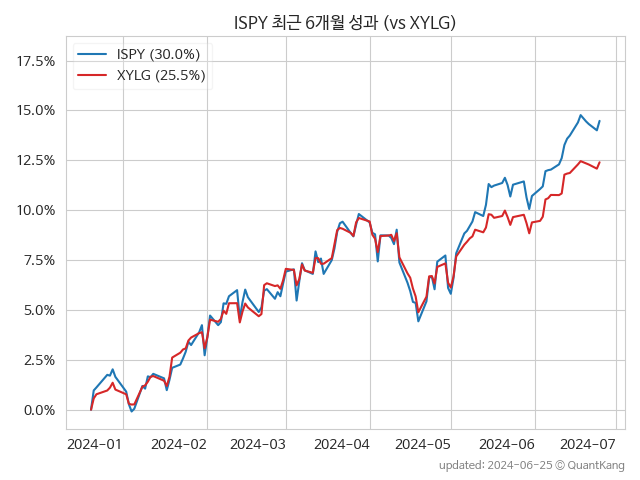 ISPY 최근 6개월 성과 (vs XYLG)
ISPY (30.0%)
XYLG (25.5%)
17.5%
15.0%
12.5%
10.0%
7.5%
5.0%
2.5%
0.0%
2024-01 2024-02 2024-03 2024-04 2024-05 2024-06 2024-07
updated: 2024-06-25 © QuantKang